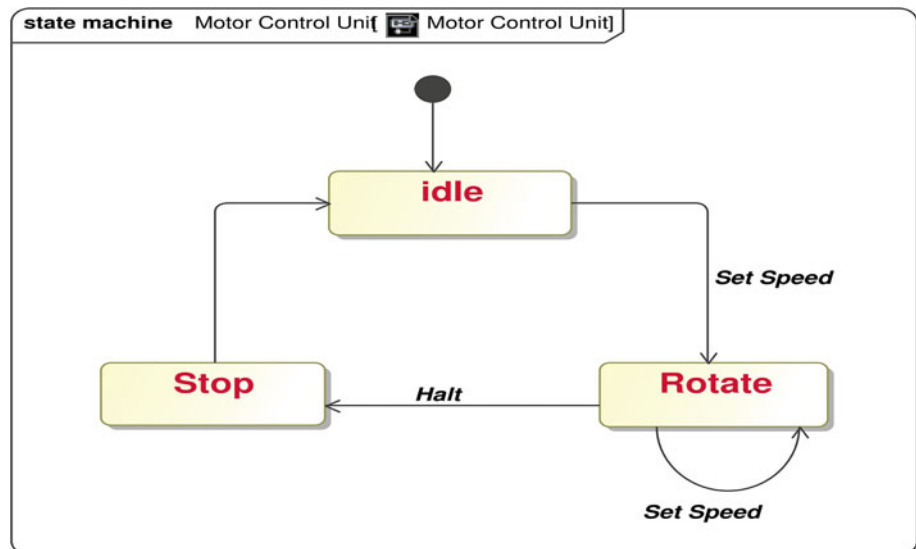 state machine Motor Control Unit[ Motor Control Unit]
idle
Set Speed
Stop
Halt
Rotate
Set Speed